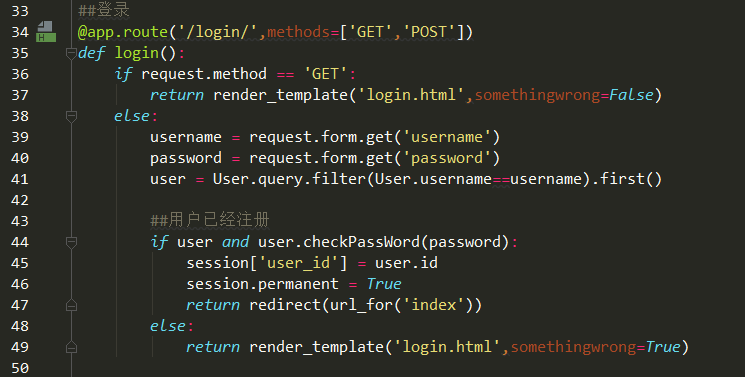 33 ##登录
34 @app.route('/login/',methods=['GET','POST'])
35 def login():
36     if request.method == 'GET':
37         return render_template('login.html',somethingwrong=False)
38     else:
39         username = request.form.get('username')
40         password = request.form.get('password')
41         user = User.query.filter(User.username==username).first()
42
43         ##用户已经注册
44         if user and user.checkPassWord(password):
45             session['user_id'] = user.id
46             session.permanent = True
47             return redirect(url_for('index'))
48         else:
49             return render_template('login.html',somethingwrong=True)
50